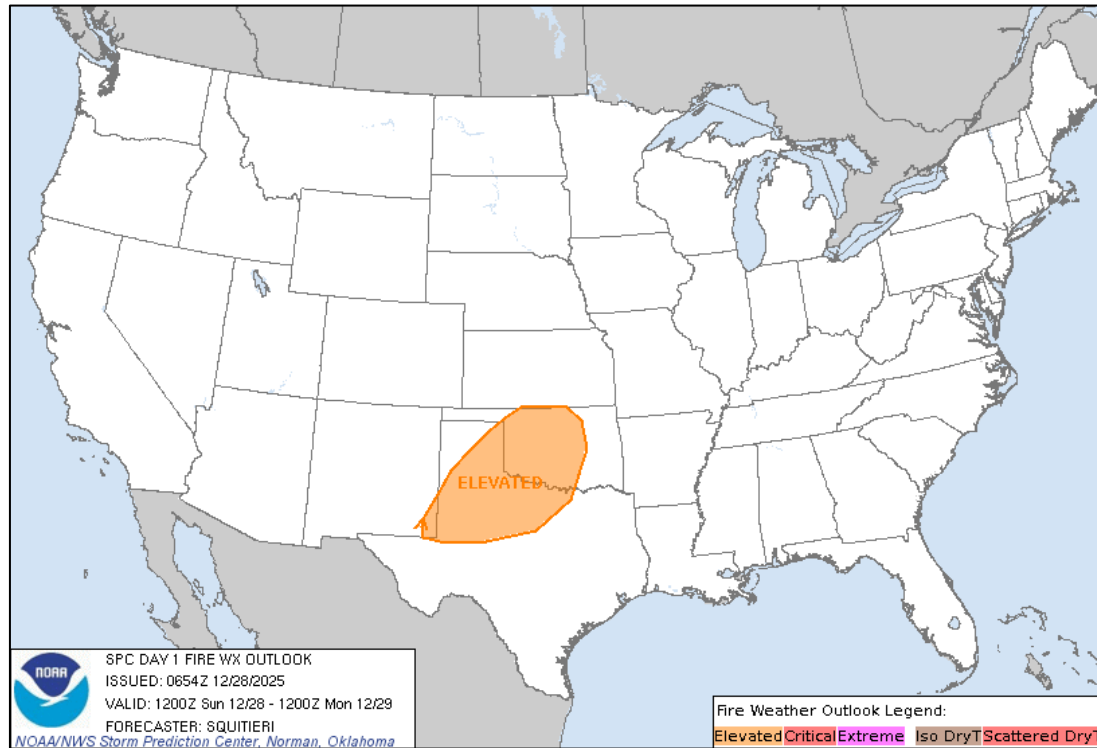 ELEVATED
NOAA
SPC DAY 1 FIRE WX OUTLOOK
ISSUED: 0654Z 12/28/2025
VALID: 1200Z Sun 12/28 - 1200Z Mon 12/29
FORECASTER: SQUITIERI
NOAA/NWS Storm Prediction Center, Norman, Oklahoma
Fire Weather Outlook Legend:
Elevated Critical Extreme Iso DryT Scattered DryT